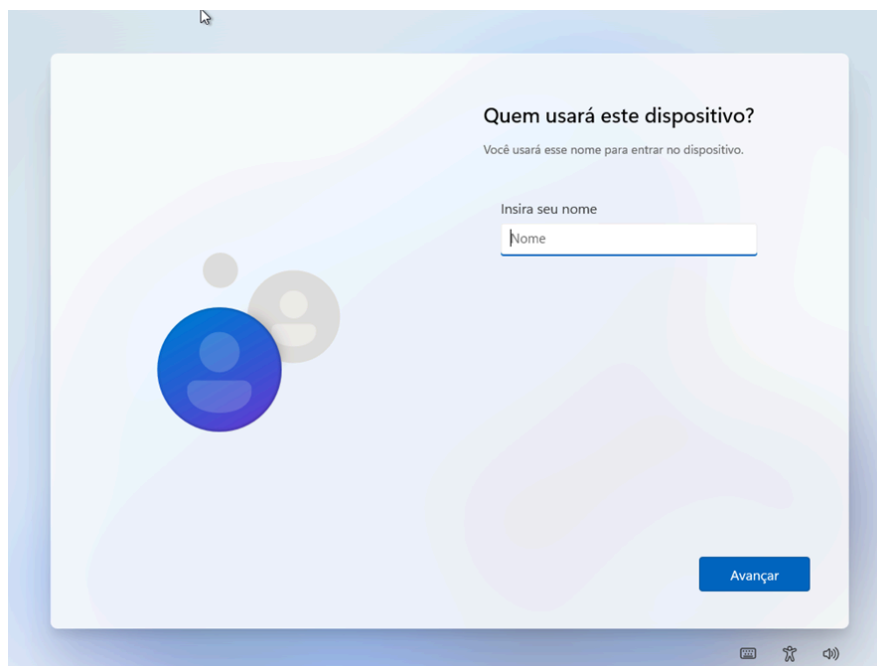 Quem usará este dispositivo?
Você usará esse nome para entrar no dispositivo.
Insira seu nome
Nome
Avançar